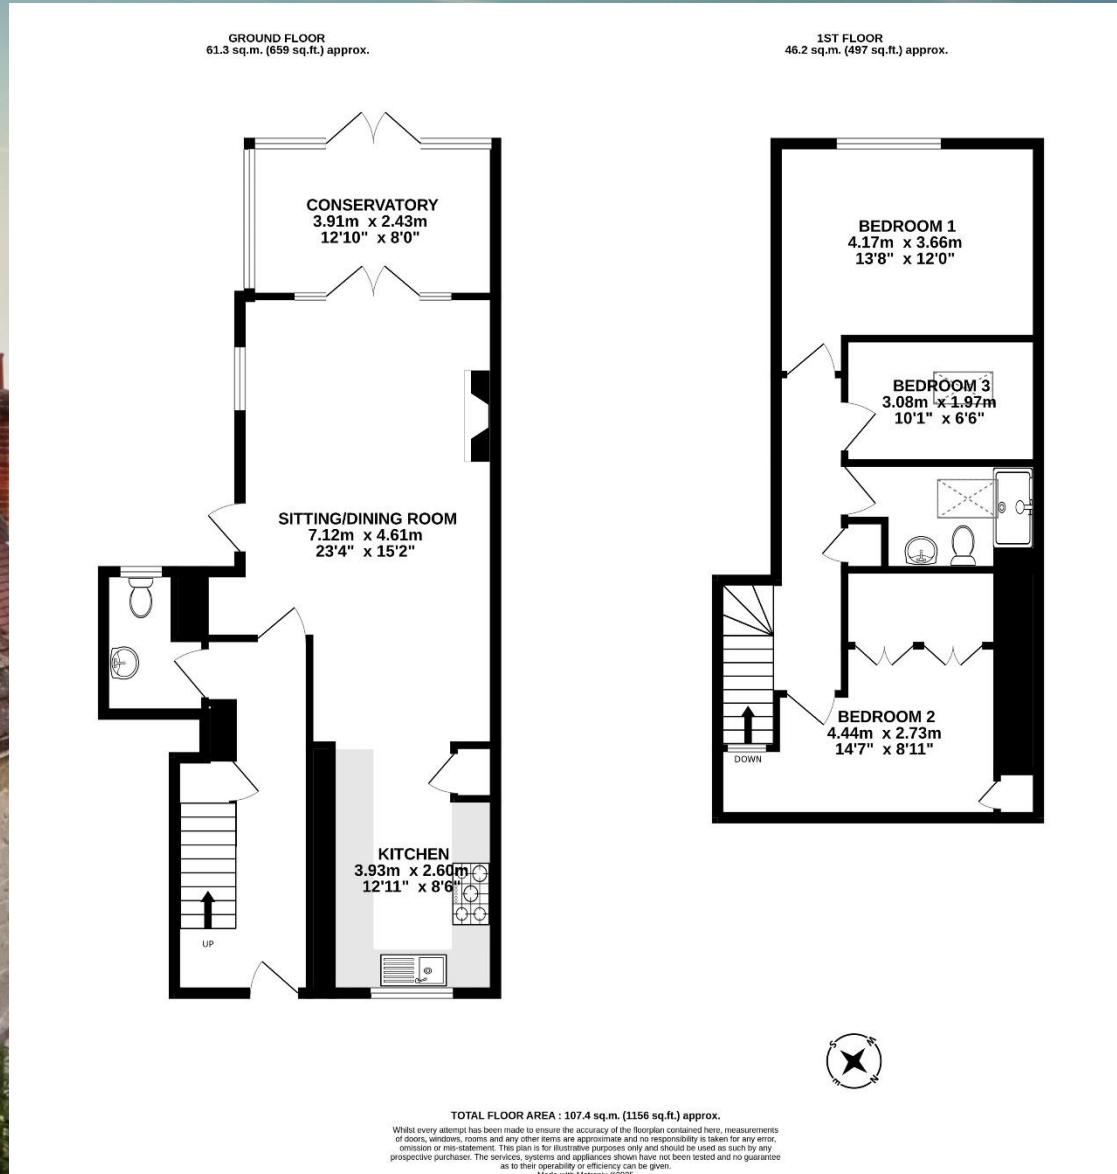 GROUND FLOOR
61.3 sq.m. (659 sq.ft.) approx.
1ST FLOOR
46.2 sq.m. (497 sq.ft.) approx.
CONSERVATORY
3.91m x 2.43m
12'10" x 8'0"
SITTING/DINING ROOM
7.12m x 4.61m
23'4" x 15'2"
KITCHEN
3.93m x 2.60m
12'11" x 8'6"
UP
BEDROOM 1
4.17m x 3.66m
13'8" x 12'0"
BEDROOM 3
3.08m x 1.97m
10'1" x 6'6"
BEDROOM 2
4.44m x 2.73m
14'7" x 8'11"
DOWN
S
W
E
N
TOTAL FLOOR AREA : 107.4 sq.m. (1156 sq.ft.) approx.
Whilst every attempt has been made to ensure the accuracy of the floorplan contained here, measurements
of doors, windows, rooms and any other items are approximate and no responsibility is taken for any error,
omission or mis-statement. This plan is for illustrative purposes only and should be used as such by any
prospective purchaser. The services, systems and appliances shown have not been tested and no guarantee
as to their operability or efficiency can be given.
Made with Metropix ©2025